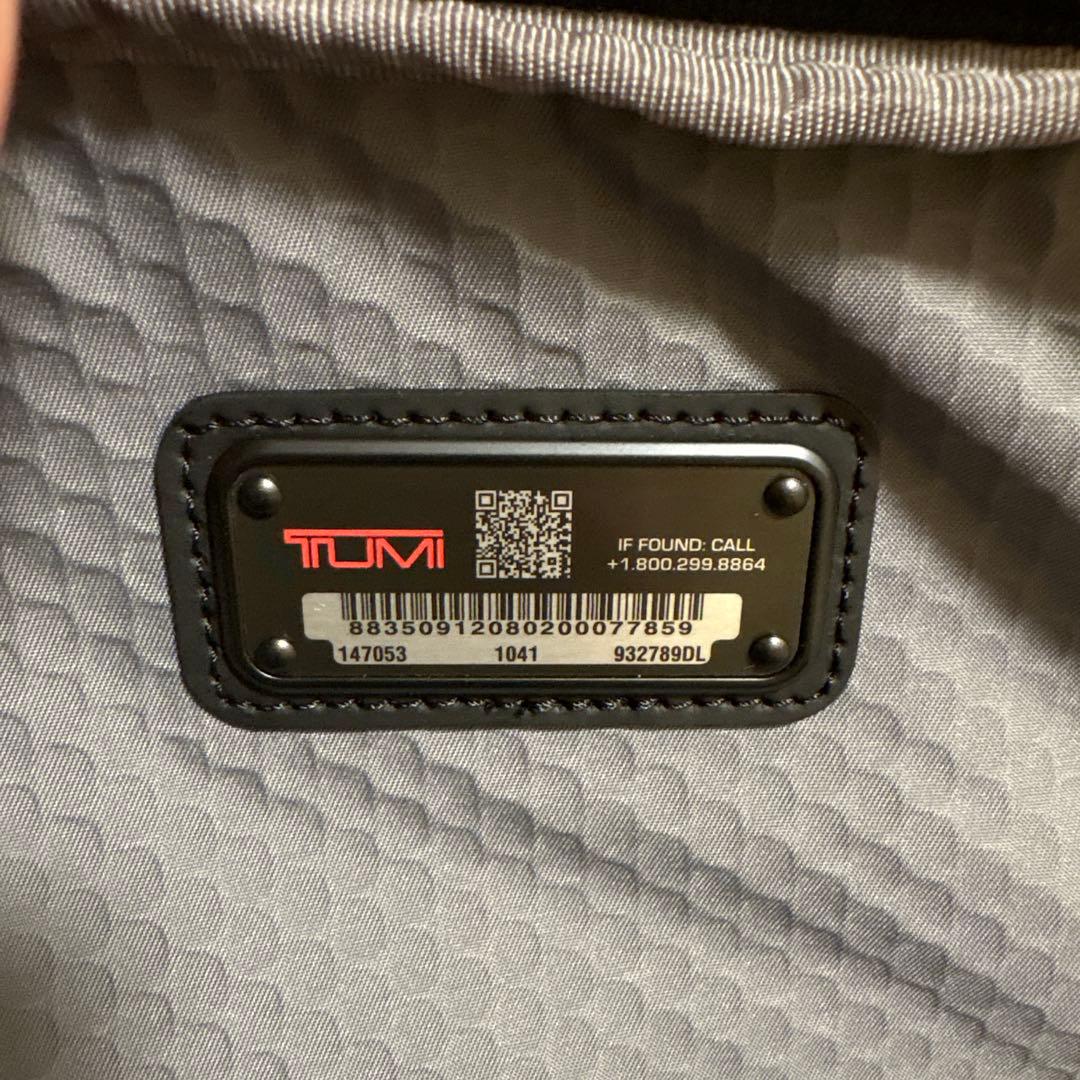 TUMI
IF FOUND: CALL
+1.800.299.8864
88350912080200077859
147053 1041 932789DL